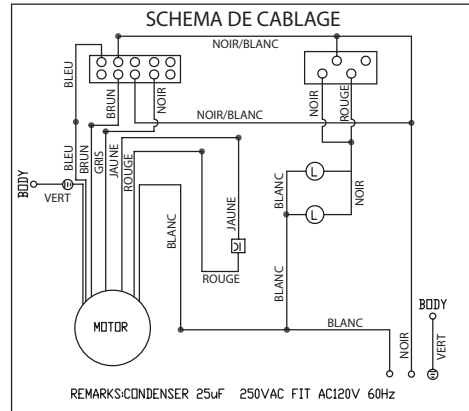 SCHEMA DE CABLAGE
NOIR/BLANC
BLEU
BRUN
NOIR
NOIR
ROUGE
NOIR/BLANC
BLEU
BRUN
GRIS
JAUNE
ROUGE
BODY
VERT
BLANC
JAUNE
ROUGE
BLANC
L
NOIR
L
BLANC
MOTOR
BLANC
NOIR
BODY
VERT
REMARKS:CONDENSER 25uF 250VAC FIT AC120V 60Hz